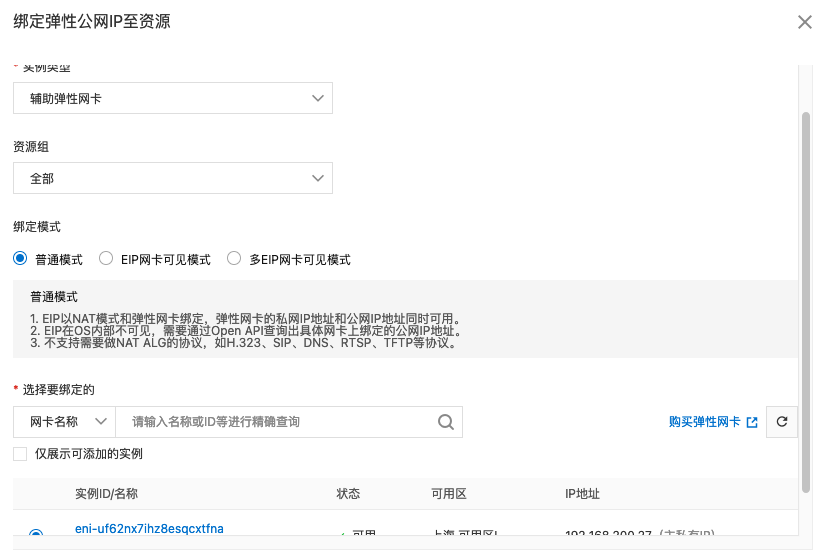 绑定弹性公网IP至资源
* 实例类型
辅助弹性网卡
资源组
全部
绑定模式
普通模式 EIP网卡可见模式 多EIP网卡可见模式
普通模式
1. EIP以NAT模式和弹性网卡绑定，弹性网卡的私网IP地址和公网IP地址同时可用。
2. EIP在OS内部不可见，需要通过Open API查询出具体网卡上绑定的公网IP地址。
3. 不支持需要做NAT ALG的协议，如H.323、SIP、DNS、RTSP、TFTP等协议。
* 选择要绑定的
网卡名称 请输入名称或ID等进行精确查询 购买弹性网卡
仅展示可添加的实例
实例ID/名称 状态 可用区 IP地址
eni-uf62nx7ihz8esqcxtfna 可用 上海 可用区L 192.168.200.27 (主私有IP)